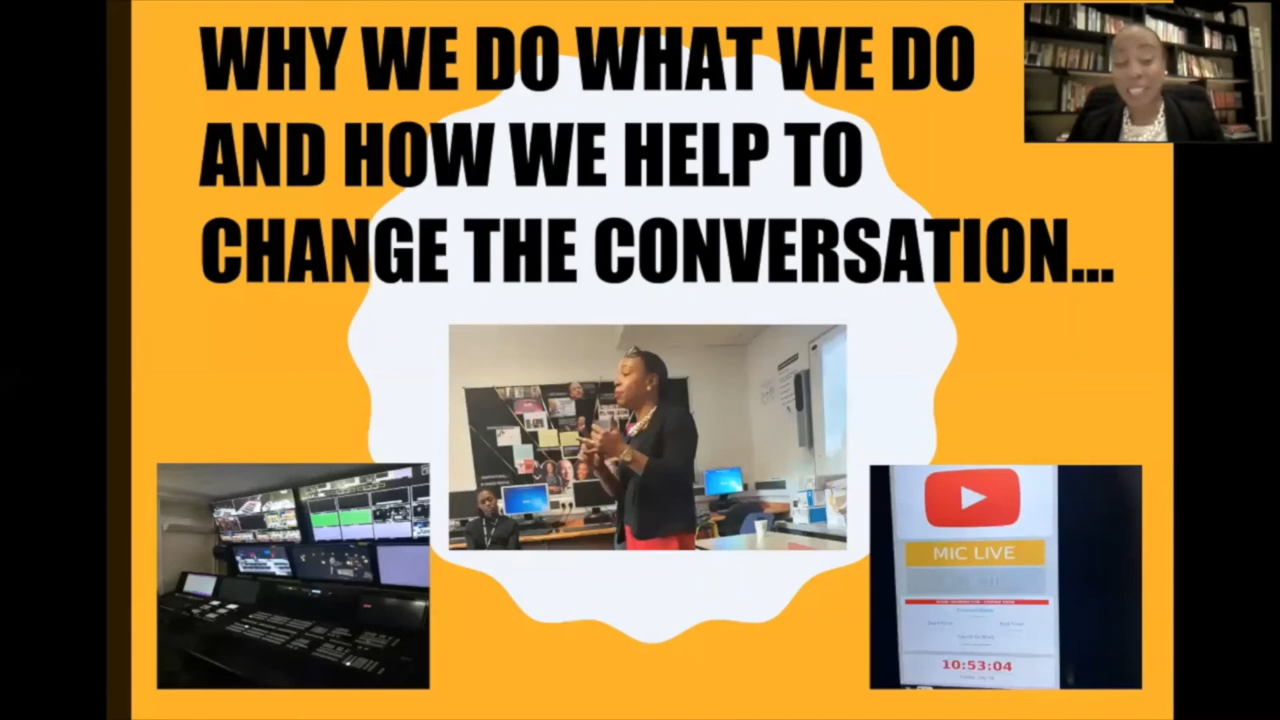 WHY WE DO WHAT WE DO
AND HOW WE HELP TO
CHANGE THE CONVERSATION...
MIC LIVE
10:53:04